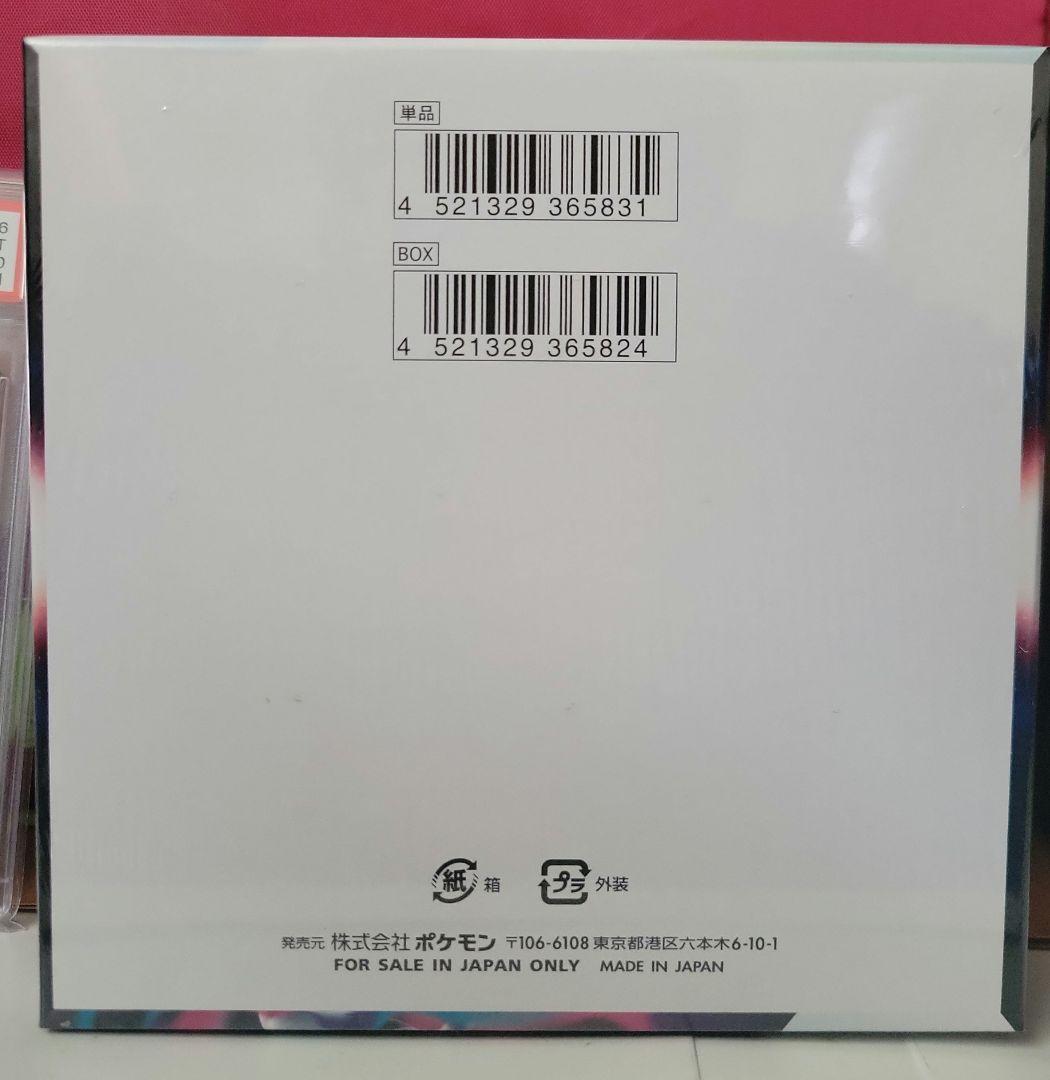 単品
4 521329 365831
BOX
4 521329 365824
紙 箱 プラ 外装
発売元 株式会社 ポケモン 〒106-6108 東京都港区六本木6-10-1
FOR SALE IN JAPAN ONLY MADE IN JAPAN